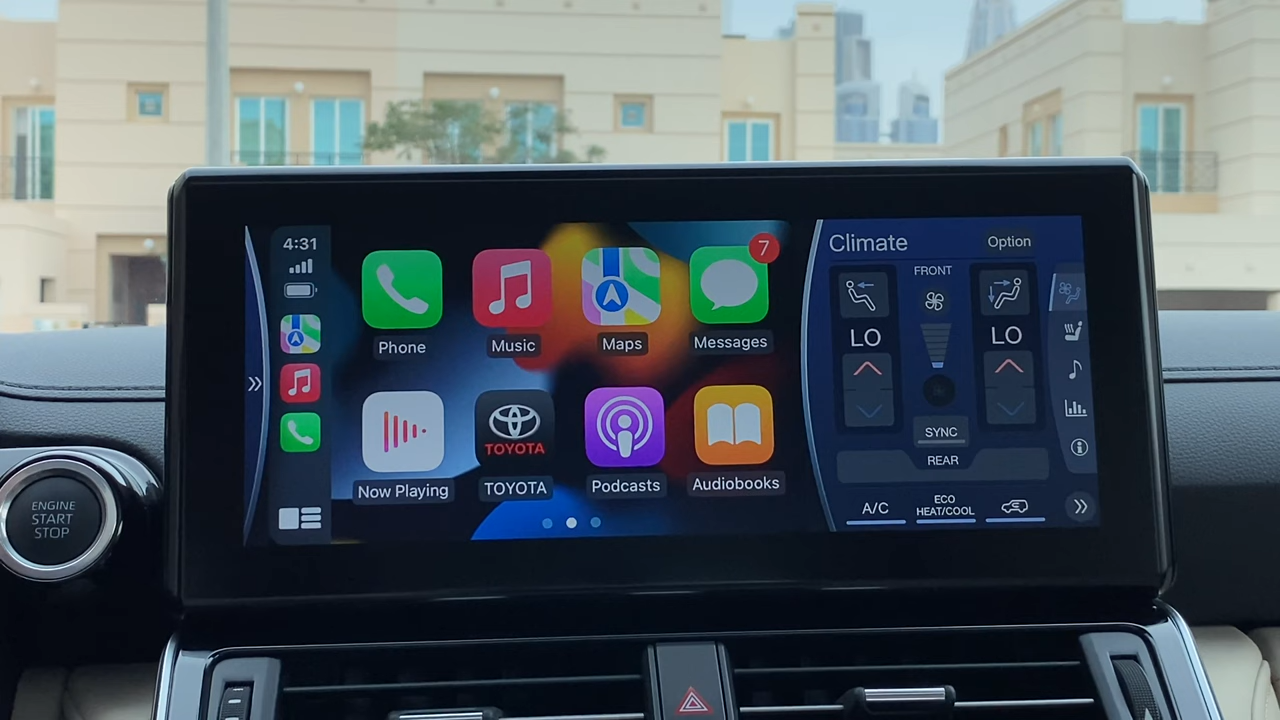 4:31
7
Phone
Music
Maps
Messages
TOYOTA
Now Playing
TOYOTA
Podcasts
Audiobooks
Climate
Option
FRONT
LO
LO
SYNC
REAR
A/C
ECO
HEAT/COOL
ENGINE
START
STOP